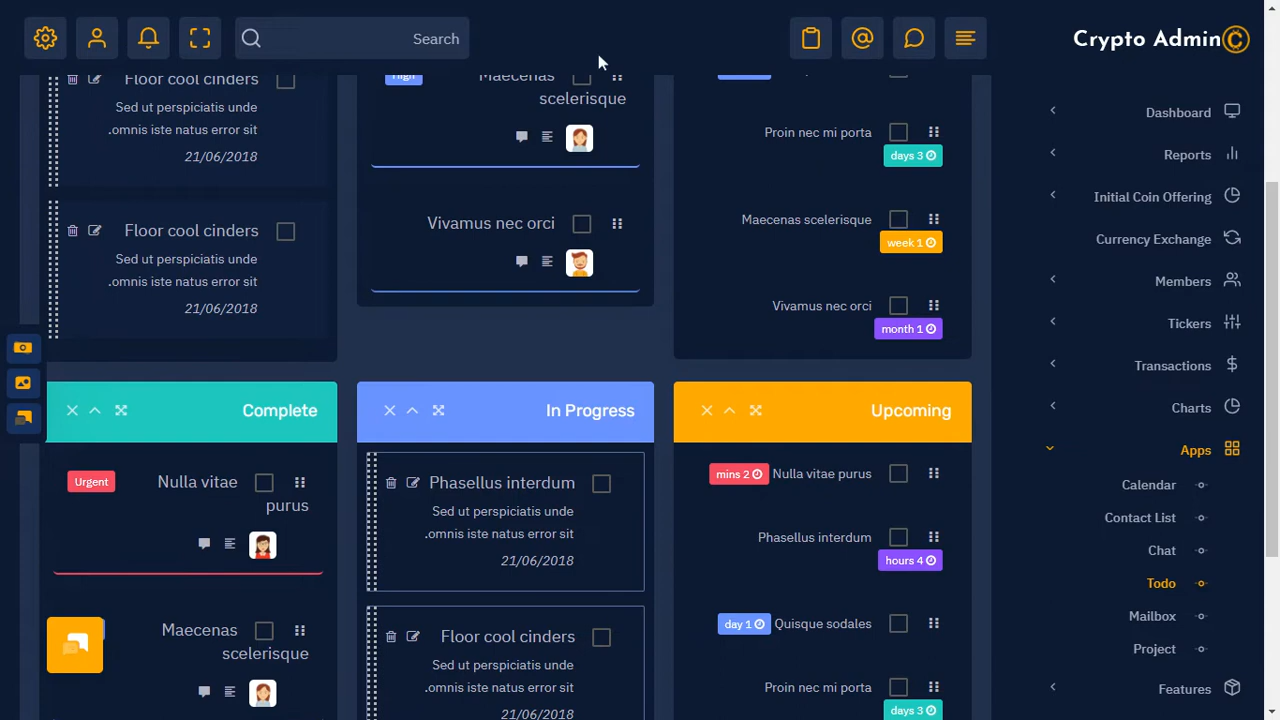 Search
Crypto Admin
Dashboard
Reports
Initial Coin Offering
Currency Exchange
Members
Tickers
Transactions
Charts
Apps
Calendar
Contact List
Chat
Todo
Mailbox
Project
Features
Floor cool cinders
Sed ut perspiciatis unde
.omnis iste natus error sit
21/06/2018
Floor cool cinders
Sed ut perspiciatis unde
.omnis iste natus error sit
21/06/2018
High
Maecenas
scelerisque
Vivamus nec orci
Proin nec mi porta
days 3
Maecenas scelerisque
week 1
Vivamus nec orci
month 1
Complete
Urgent
Nulla vitae
purus
Maecenas
scelerisque
In Progress
Phasellus interdum
Sed ut perspiciatis unde
.omnis iste natus error sit
21/06/2018
Floor cool cinders
Sed ut perspiciatis unde
.omnis iste natus error sit
21/06/2018
Upcoming
mins 2
Nulla vitae purus
Phasellus interdum
hours 4
day 1
Quisque sodales
Proin nec mi porta
days 3